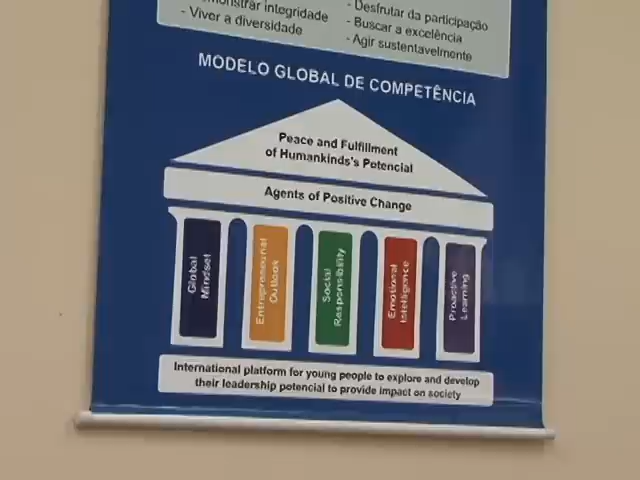 integridade
- Desfrutar da participação
- Viver a diversidade
- Buscar a excelência
- Agir sustentavelmente
MODELO GLOBAL DE COMPETÊNCIA
Peace and Fulfillment
of Humankinds's Potencial
Agents of Positive Change
Global
Mindset
Entrepreneurial
Outlook
Social
Responsibility
Emotional
Intelligence
Proactive
Learning
International platform for young people to explore and develop
their leadership potencial to provide impact on society